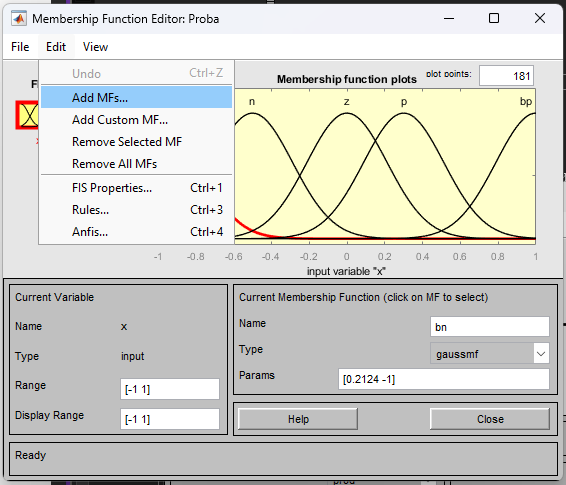 Membership Function Editor: Proba
File Edit View
Undo Ctrl+Z
Add MFs...
Add Custom MF...
Remove Selected MF
Remove All MFs
FIS Properties... Ctrl+1
Rules... Ctrl+3
Anfis... Ctrl+4
Membership function plots
plot points: 181
n z p bp
-1 -0.8 -0.6 -0.4 -0.2 0 0.2 0.4 0.6 0.8 1
input variable "x"
Current Variable
Name x
Type input
Range [-1 1]
Display Range [-1 1]
Current Membership Function (click on MF to select)
Name bn
Type gaussmf
Params [0.2124 -1]
Help Close
Ready